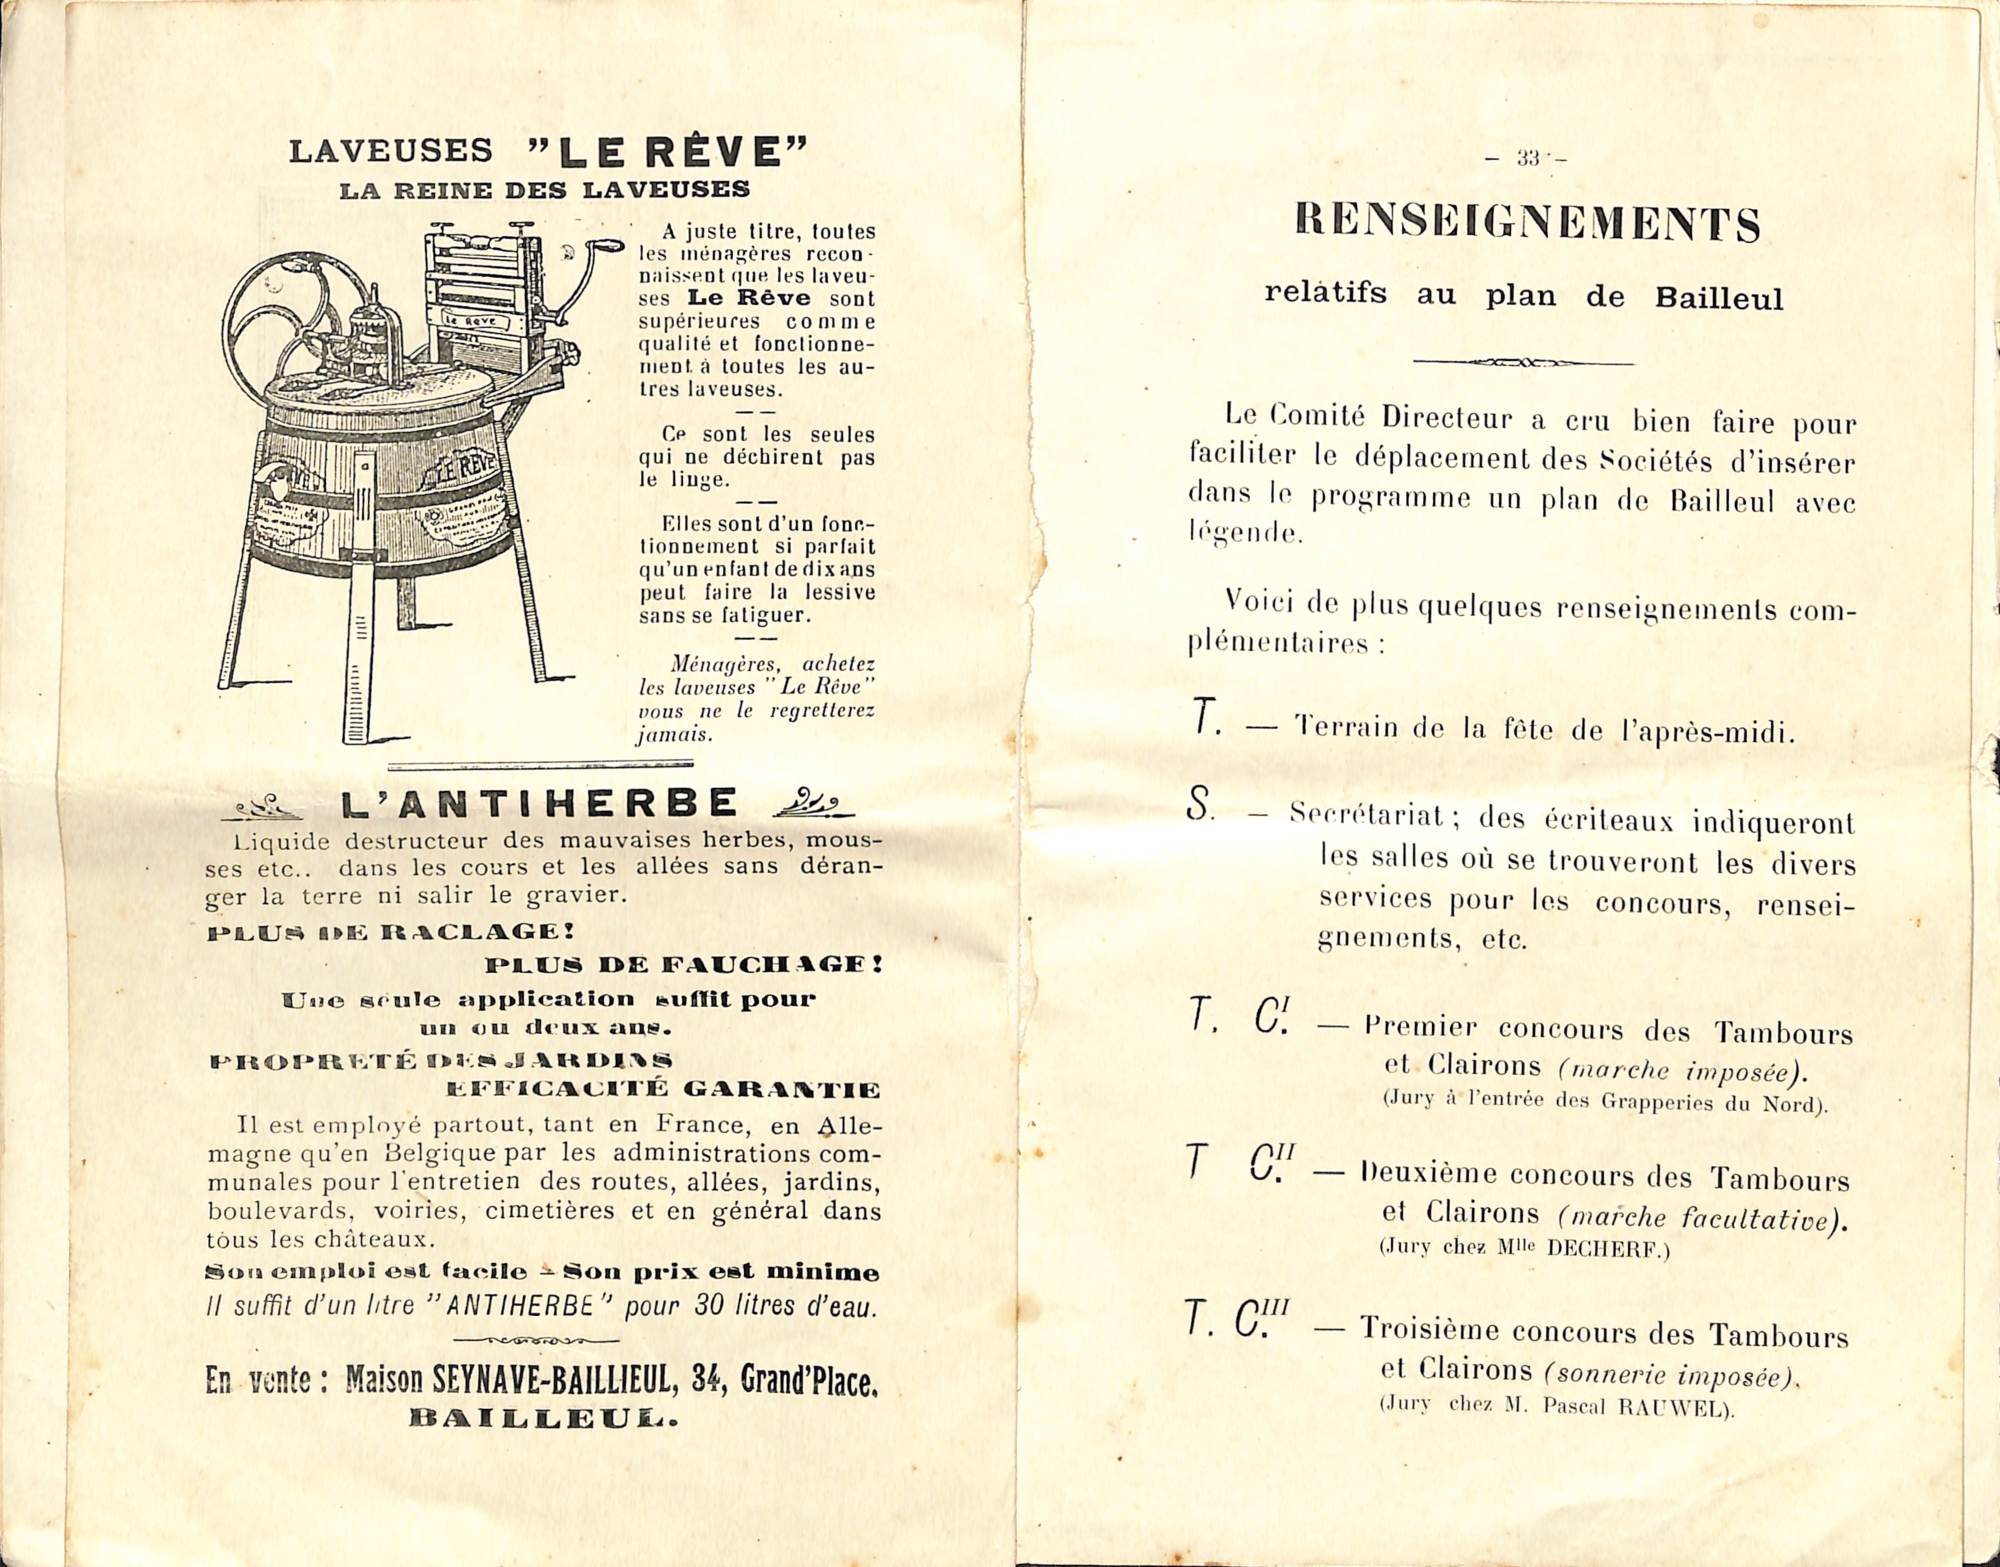 LAVEUSES "LE RÊVE"
LA REINE DES LAVEUSES
le Reve
LE REVE
A juste titre, toutes
les ménagères recon-
naissent que les laveu-
ses Le Rêve sont
supérieures comme
qualité et fonctionne-
ment à toutes les au-
tres laveuses.
Ce sont les seules
qui ne déchirent pas
le linge.
Elles sont d'un fonc-
tionnement si parfait
qu'un enfant de dix ans
peut faire la lessive
sans se fatiguer.
Ménagères, achetez
les laveuses "Le Rêve"
vous ne le regretterez
jamais.
L'ANTIHERBE
Liquide destructeur des mauvaises herbes, mous-
ses etc.. dans les cours et les allées sans déran-
ger la terre ni salir le gravier.
PLUS DE RACLAGE!
PLUS DE FAUCHAGE!
Une seule application suffit pour
un ou deux ans.
PROPRETÉ DES JARDINS
EFFICACITÉ GARANTIE
Il est employé partout, tant en France, en Alle-
magne qu'en Belgique par les administrations com-
munales pour l'entretien des routes, allées, jardins,
boulevards, voiries, cimetières et en général dans
tous les châteaux.
Son emploi est facile - Son prix est minime
Il suffit d'un litre "ANTIHERBE" pour 30 litres d'eau.
En vente : Maison SEYNAVE-BAILLIEUL, 34, Grand'Place.
BAILLEUL.
— 33 —
RENSEIGNEMENTS
relatifs au plan de Bailleul
Le Comité Directeur a cru bien faire pour
faciliter le déplacement des Sociétés d'insérer
dans le programme un plan de Bailleul avec
légende.
Voici de plus quelques renseignements com-
plémentaires :
T. — Terrain de la fête de l'après-midi.
S. — Secrétariat ; des écriteaux indiqueront
les salles où se trouveront les divers
services pour les concours, rensei-
gnements, etc.
T. C.I — Premier concours des Tambours
et Clairons (marche imposée).
(Jury à l'entrée des Grapperies du Nord).
T C.II — Deuxième concours des Tambours
et Clairons (marche facultative).
(Jury chez Mlle DECHERF.)
T. C.III — Troisième concours des Tambours
et Clairons (sonnerie imposée).
(Jury chez M. Pascal RAUWEL).